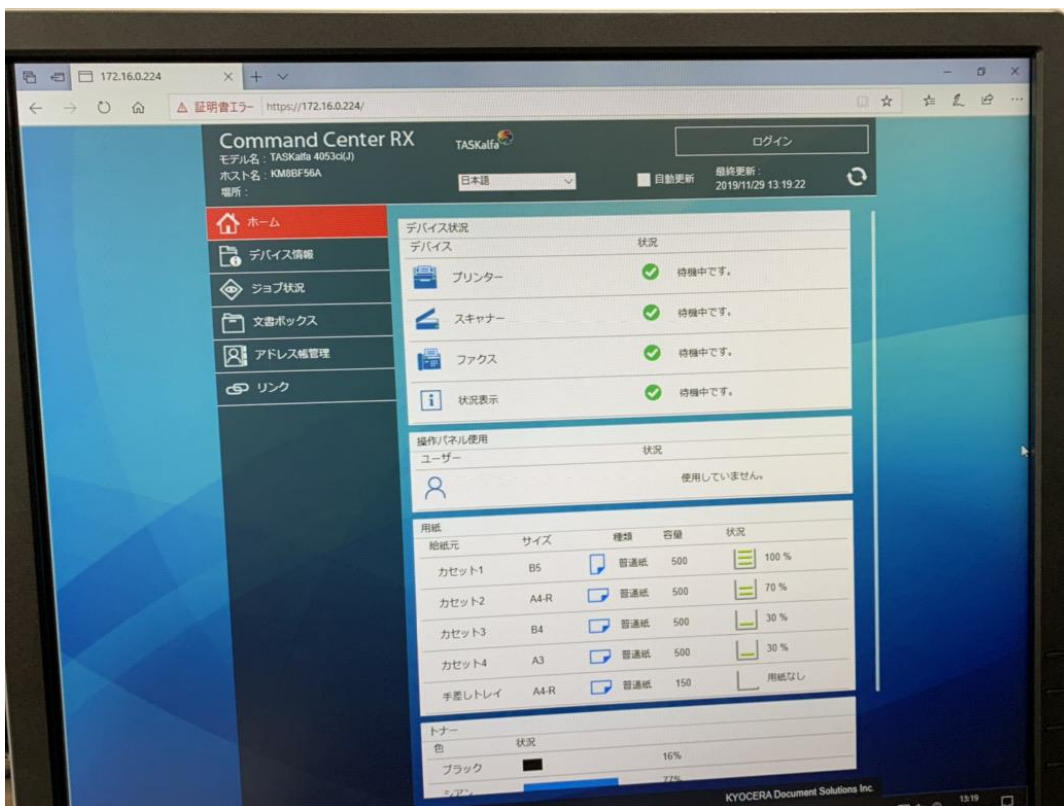 172.16.0.224
証明書エラー https://172.16.0.224/
Command Center RX
モデル名 : TASKalfa 4053ci(J)
ホスト名 : KM8BF56A
場所 :
TASKalfa
日本語
ログイン
自動更新
最終更新 :
2019/11/29 13:19:22
ホーム
デバイス情報
ジョブ状況
文書ボックス
アドレス帳管理
リンク
デバイス状況
デバイス 状況
プリンター 待機中です。
スキャナー 待機中です。
ファクス 待機中です。
状況表示 待機中です。
操作パネル使用
ユーザー 状況
使用していません。
用紙
給紙元 サイズ 種類 容量 状況
カセット1 B5 普通紙 500 100 %
カセット2 A4-R 普通紙 500 70 %
カセット3 B4 普通紙 500 30 %
カセット4 A3 普通紙 500 30 %
手差しトレイ A4-R 普通紙 150 用紙なし
トナー
色 状況
ブラック 16%
シアン 77%
KYOCERA Document Solutions Inc.
13:19